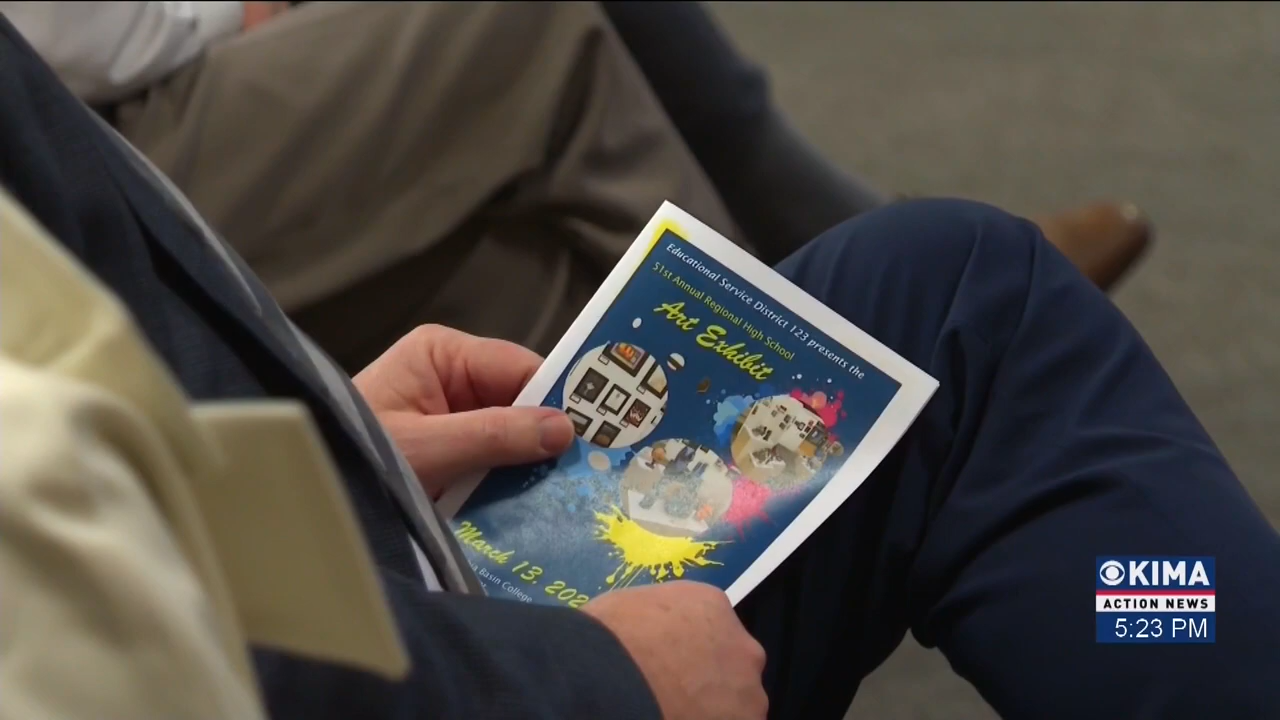 Educational Service District 123 presents the
51st Annual Regional High School
Art Exhibit
March 13, 202
Basin College
KIMA
ACTION NEWS
5:23 PM